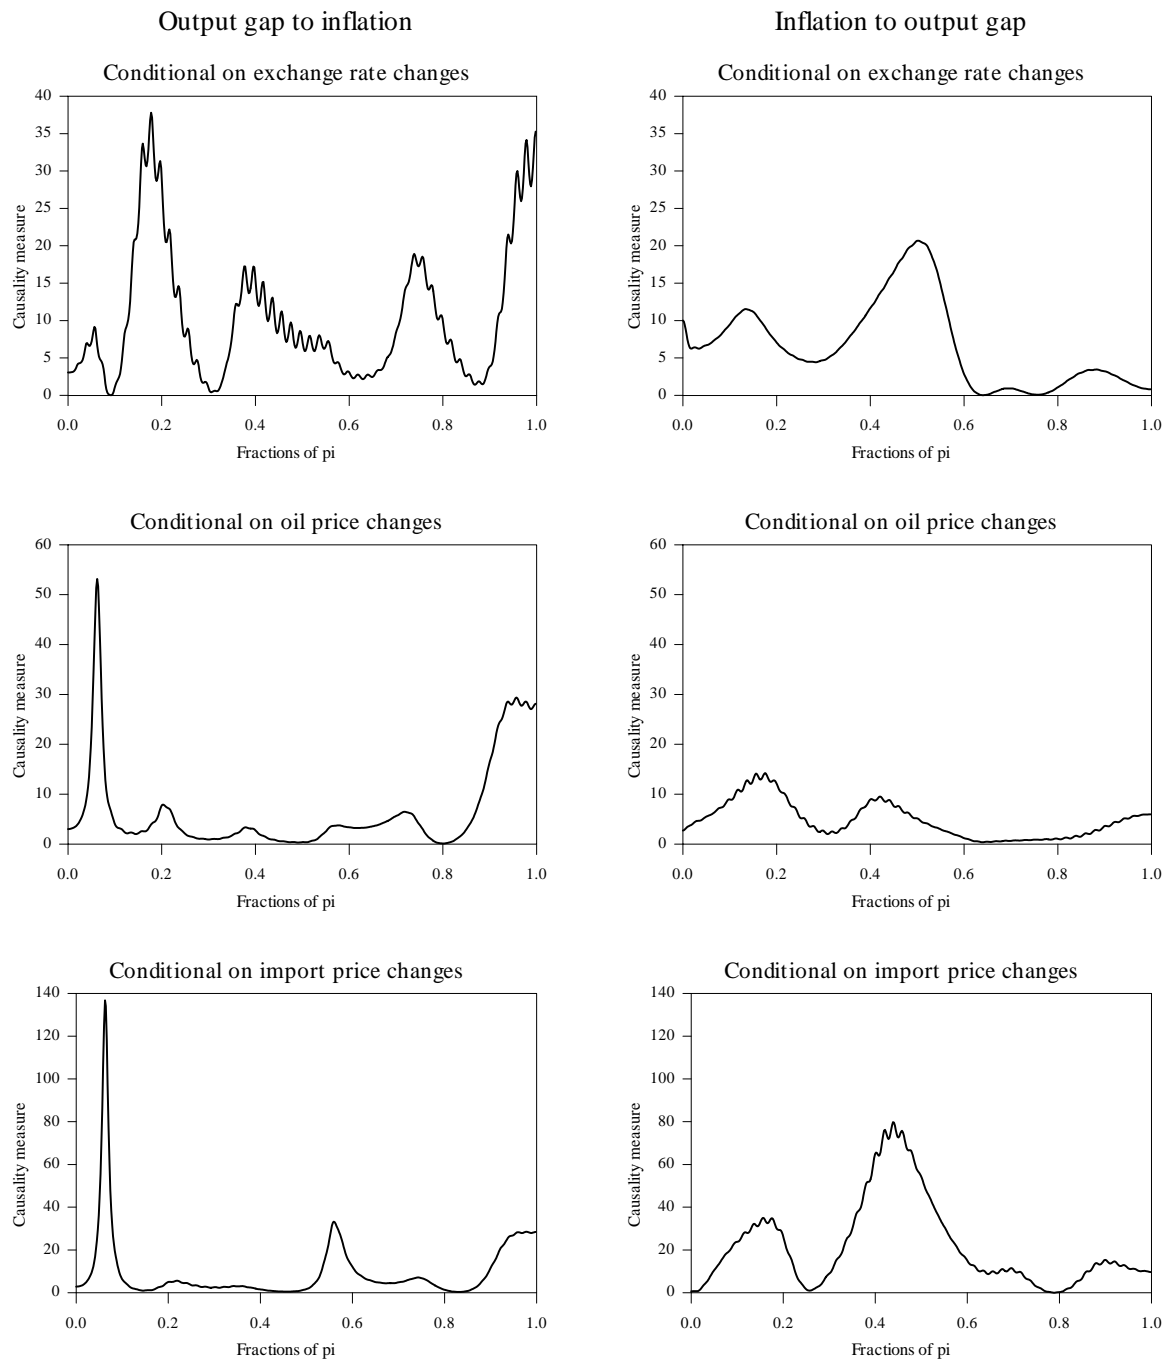 Output gap to inflation
Inflation to output gap
Conditional on exchange rate changes
40
35
30
25
20
15
10
5
0
Causality measure
0.0 0.2 0.4 0.6 0.8 1.0
Fractions of pi
Conditional on exchange rate changes
40
35
30
25
20
15
10
5
0
Causality measure
0.0 0.2 0.4 0.6 0.8 1.0
Fractions of pi
Conditional on oil price changes
60
50
40
30
20
10
0
Causality measure
0.0 0.2 0.4 0.6 0.8 1.0
Fractions of pi
Conditional on oil price changes
60
50
40
30
20
10
0
Causality measure
0.0 0.2 0.4 0.6 0.8 1.0
Fractions of pi
Conditional on import price changes
140
120
100
80
60
40
20
0
Causality measure
0.0 0.2 0.4 0.6 0.8 1.0
Fractions of pi
Conditional on import price changes
140
120
100
80
60
40
20
0
Causality measure
0.0 0.2 0.4 0.6 0.8 1.0
Fractions of pi